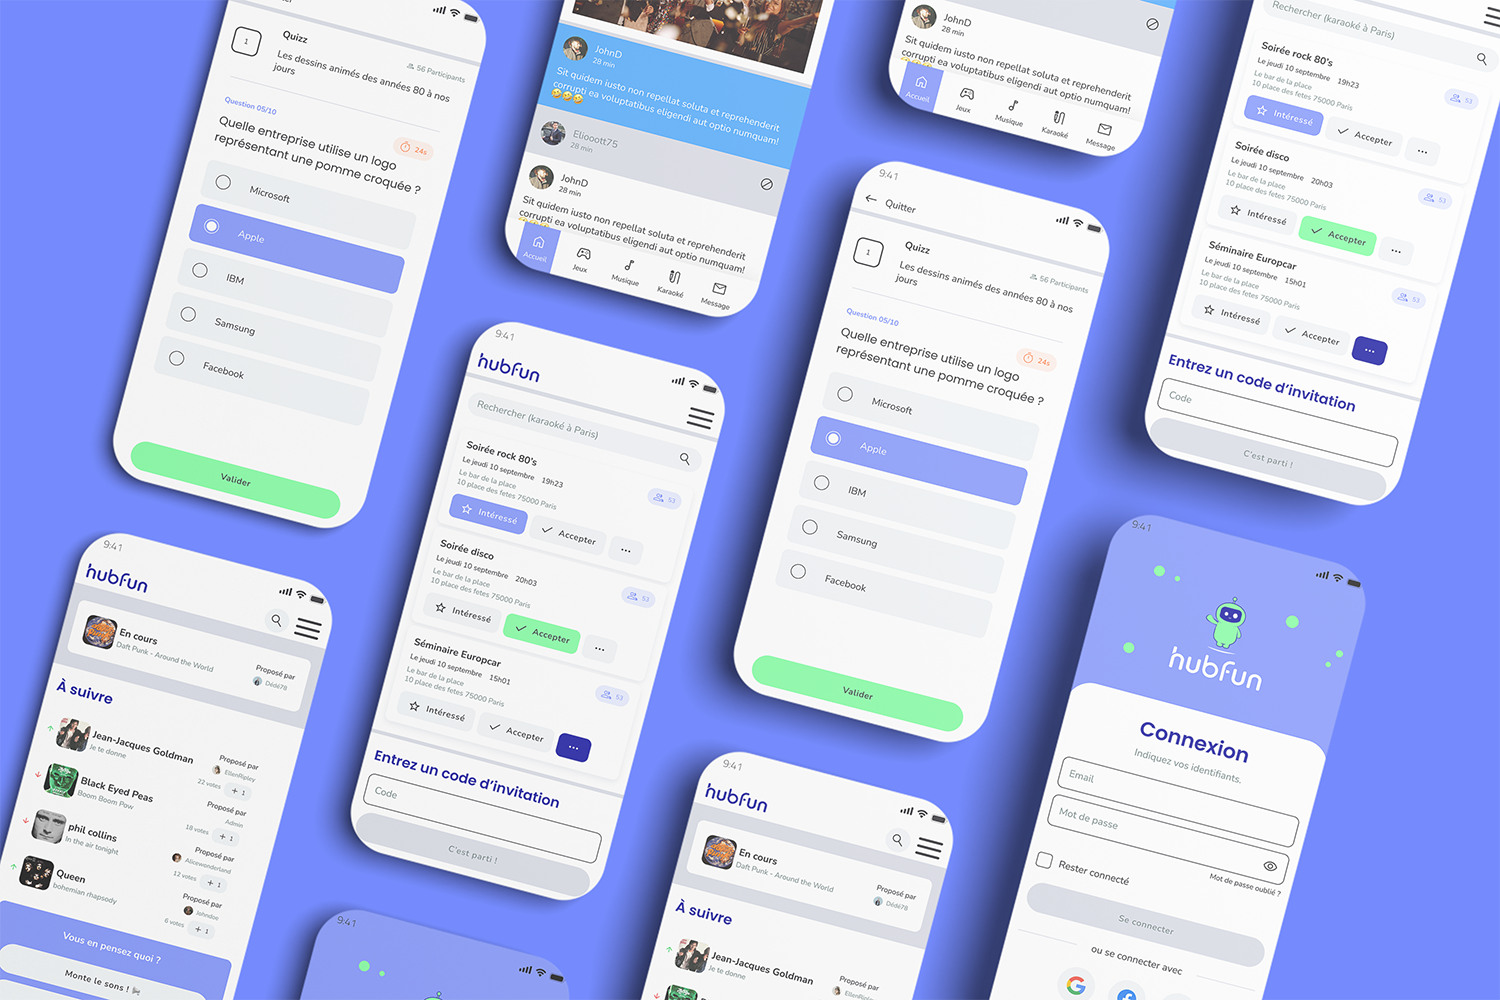 1
Quizz
56 Participants
Les dessins animés des années 80 à nos
jours
Question 05/10
24s
Quelle entreprise utilise un logo
représentant une pomme croquée ?
Microsoft
Apple
IBM
Samsung
Facebook
Valider
JohnD
28 min
Sit quidem iusto non repellat soluta et reprehenderit
corrupti ea voluptatibus eligendi aut optio numquam!
🤣🤣🤣
Eliooott75
28 min
JohnD
28 min
Sit quidem iusto non repellat soluta et reprehenderit
corrupti ea voluptatibus eligendi aut optio numquam!
Accueil
Jeux
Musique
Karaoké
Message
JohnD
28 min
Sit quidem iusto non repellat soluta et reprehenderit
corrupti ea voluptatibus eligendi aut optio numquam!
Accueil
Jeux
Musique
Karaoké
Message
Rechercher (karaoké à Paris)
Soirée rock 80's
Le jeudi 10 septembre 19h23
Le bar de la place
10 place des fetes 75000 Paris
53
Intéressé
Accepter
...
Soirée disco
Le jeudi 10 septembre 20h03
Le bar de la place
10 place des fetes 75000 Paris
53
Intéressé
Accepter
...
Séminaire Europcar
Le jeudi 10 septembre 15h01
Le bar de la place
10 place des fetes 75000 Paris
53
Intéressé
Accepter
...
Entrez un code d'invitation
Code
C'est parti !
9:41
hubfun
Rechercher (karaoké à Paris)
Soirée rock 80's
Le jeudi 10 septembre 19h23
Le bar de la place
10 place des fetes 75000 Paris
53
Intéressé
Accepter
...
Soirée disco
Le jeudi 10 septembre 20h03
Le bar de la place
10 place des fetes 75000 Paris
53
Intéressé
Accepter
...
Séminaire Europcar
Le jeudi 10 septembre 15h01
Le bar de la place
10 place des fetes 75000 Paris
53
Intéressé
Accepter
...
Entrez un code d'invitation
Code
C'est parti !
9:41
Quitter
1
Quizz
56 Participants
Les dessins animés des années 80 à nos
jours
Question 05/10
24s
Quelle entreprise utilise un logo
représentant une pomme croquée ?
Microsoft
Apple
IBM
Samsung
Facebook
Valider
9:41
hubfun
En cours
Daft Punk - Around the World
Proposé par
Dédé78
À suivre
Jean-Jacques Goldman
Je te donne
Proposé par
EllenRipley
22 votes
+ 1
Black Eyed Peas
Boom Boom Pow
Proposé par
Admin
18 votes
+ 1
phil collins
In the air tonight
Proposé par
Alicewonderland
12 votes
+ 1
Queen
bohemian rhapsody
Proposé par
Johndoe
6 votes
+ 1
Vous en pensez quoi ?
Monte le sons !
9:41
9:41
hubfun
En cours
Daft Punk - Around the World
Proposé par
Dédé78
À suivre
Jean-Jacques Goldman
Je te donne
Proposé par
EllenRipley
Black Eyed Peas
9:41
hubfun
Connexion
Indiquez vos identifiants.
Email
Mot de passe
Rester connecté
Mot de passe oublié ?
Se connecter
ou se connecter avec